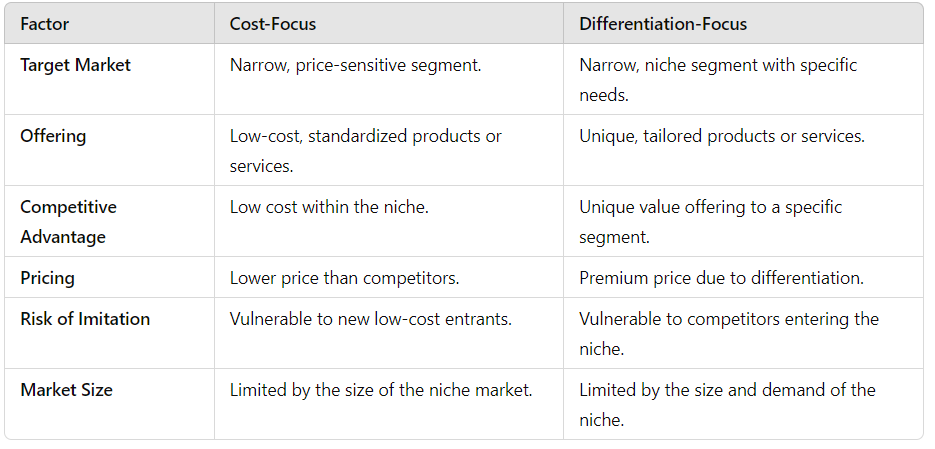 Factor Cost-Focus Differentiation-Focus
Target Market Narrow, price-sensitive segment. Narrow, niche segment with specific
needs.
Offering Low-cost, standardized products or Unique, tailored products or services.
services.
Competitive Low cost within the niche. Unique value offering to a specific
Advantage segment.
Pricing Lower price than competitors. Premium price due to differentiation.
Risk of Imitation Vulnerable to new low-cost entrants. Vulnerable to competitors entering the
niche.
Market Size Limited by the size of the niche market. Limited by the size and demand of the
niche.